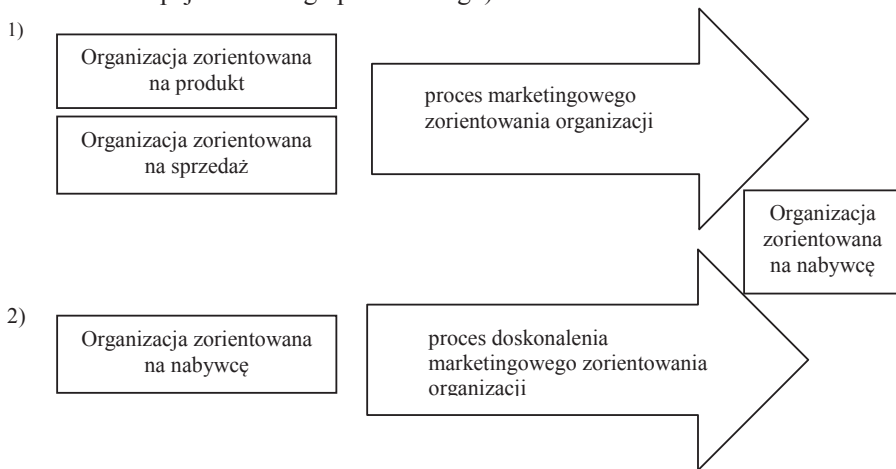 1)
Organizacja zorientowana
na produkt
Organizacja zorientowana
na sprzedaż
proces marketingowego
zorientowania organizacji
Organizacja
zorientowana
na nabywcę
2)
Organizacja zorientowana
na nabywcę
proces doskonalenia
marketingowego zorientowania
organizacji